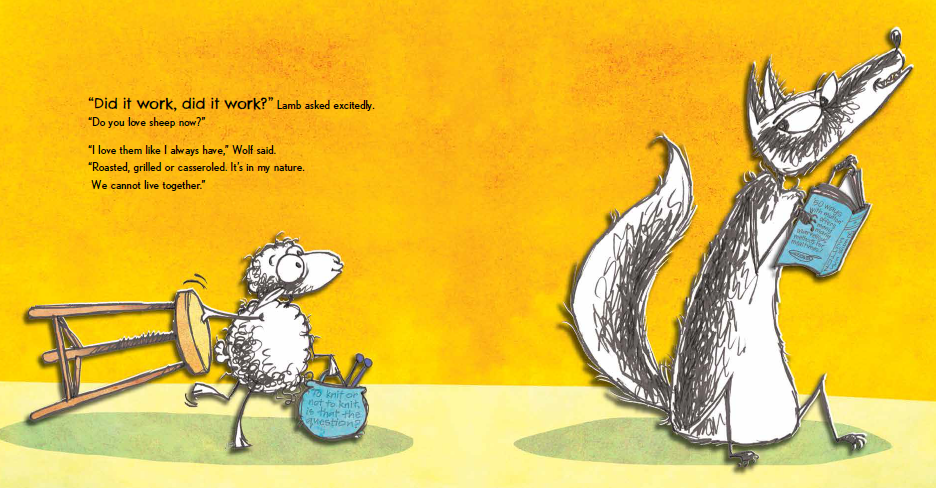 “Did it work, did it work?” Lamb asked excitedly.
“Do you love sheep now?”
“I love them like I always have,” Wolf said.
“Roasted, grilled or casseroled. It’s in my nature.
We cannot live together.”
To knit or
not to knit,
is that the
question?
50 ways
with mutton